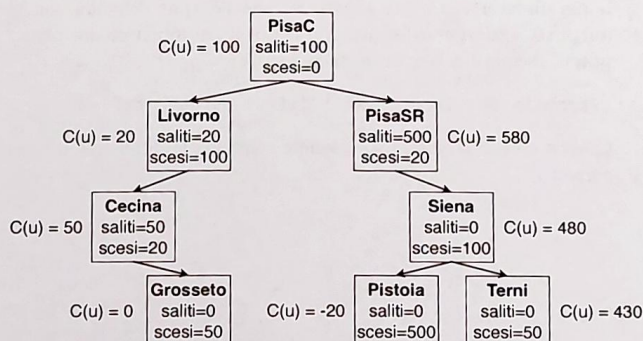 PisaC
C(u) = 100
saliti=100
scesi=0
Livorno
C(u) = 20
saliti=20
scesi=100
PisaSR
saliti=500
C(u) = 580
scesi=20
Cecina
C(u) = 50
saliti=50
scesi=20
Siena
saliti=0
C(u) = 480
scesi=100
Grosseto
C(u) = 0
saliti=0
scesi=50
Pistoia
C(u) = -20
saliti=0
scesi=500
Terni
saliti=0
C(u) = 430
scesi=50